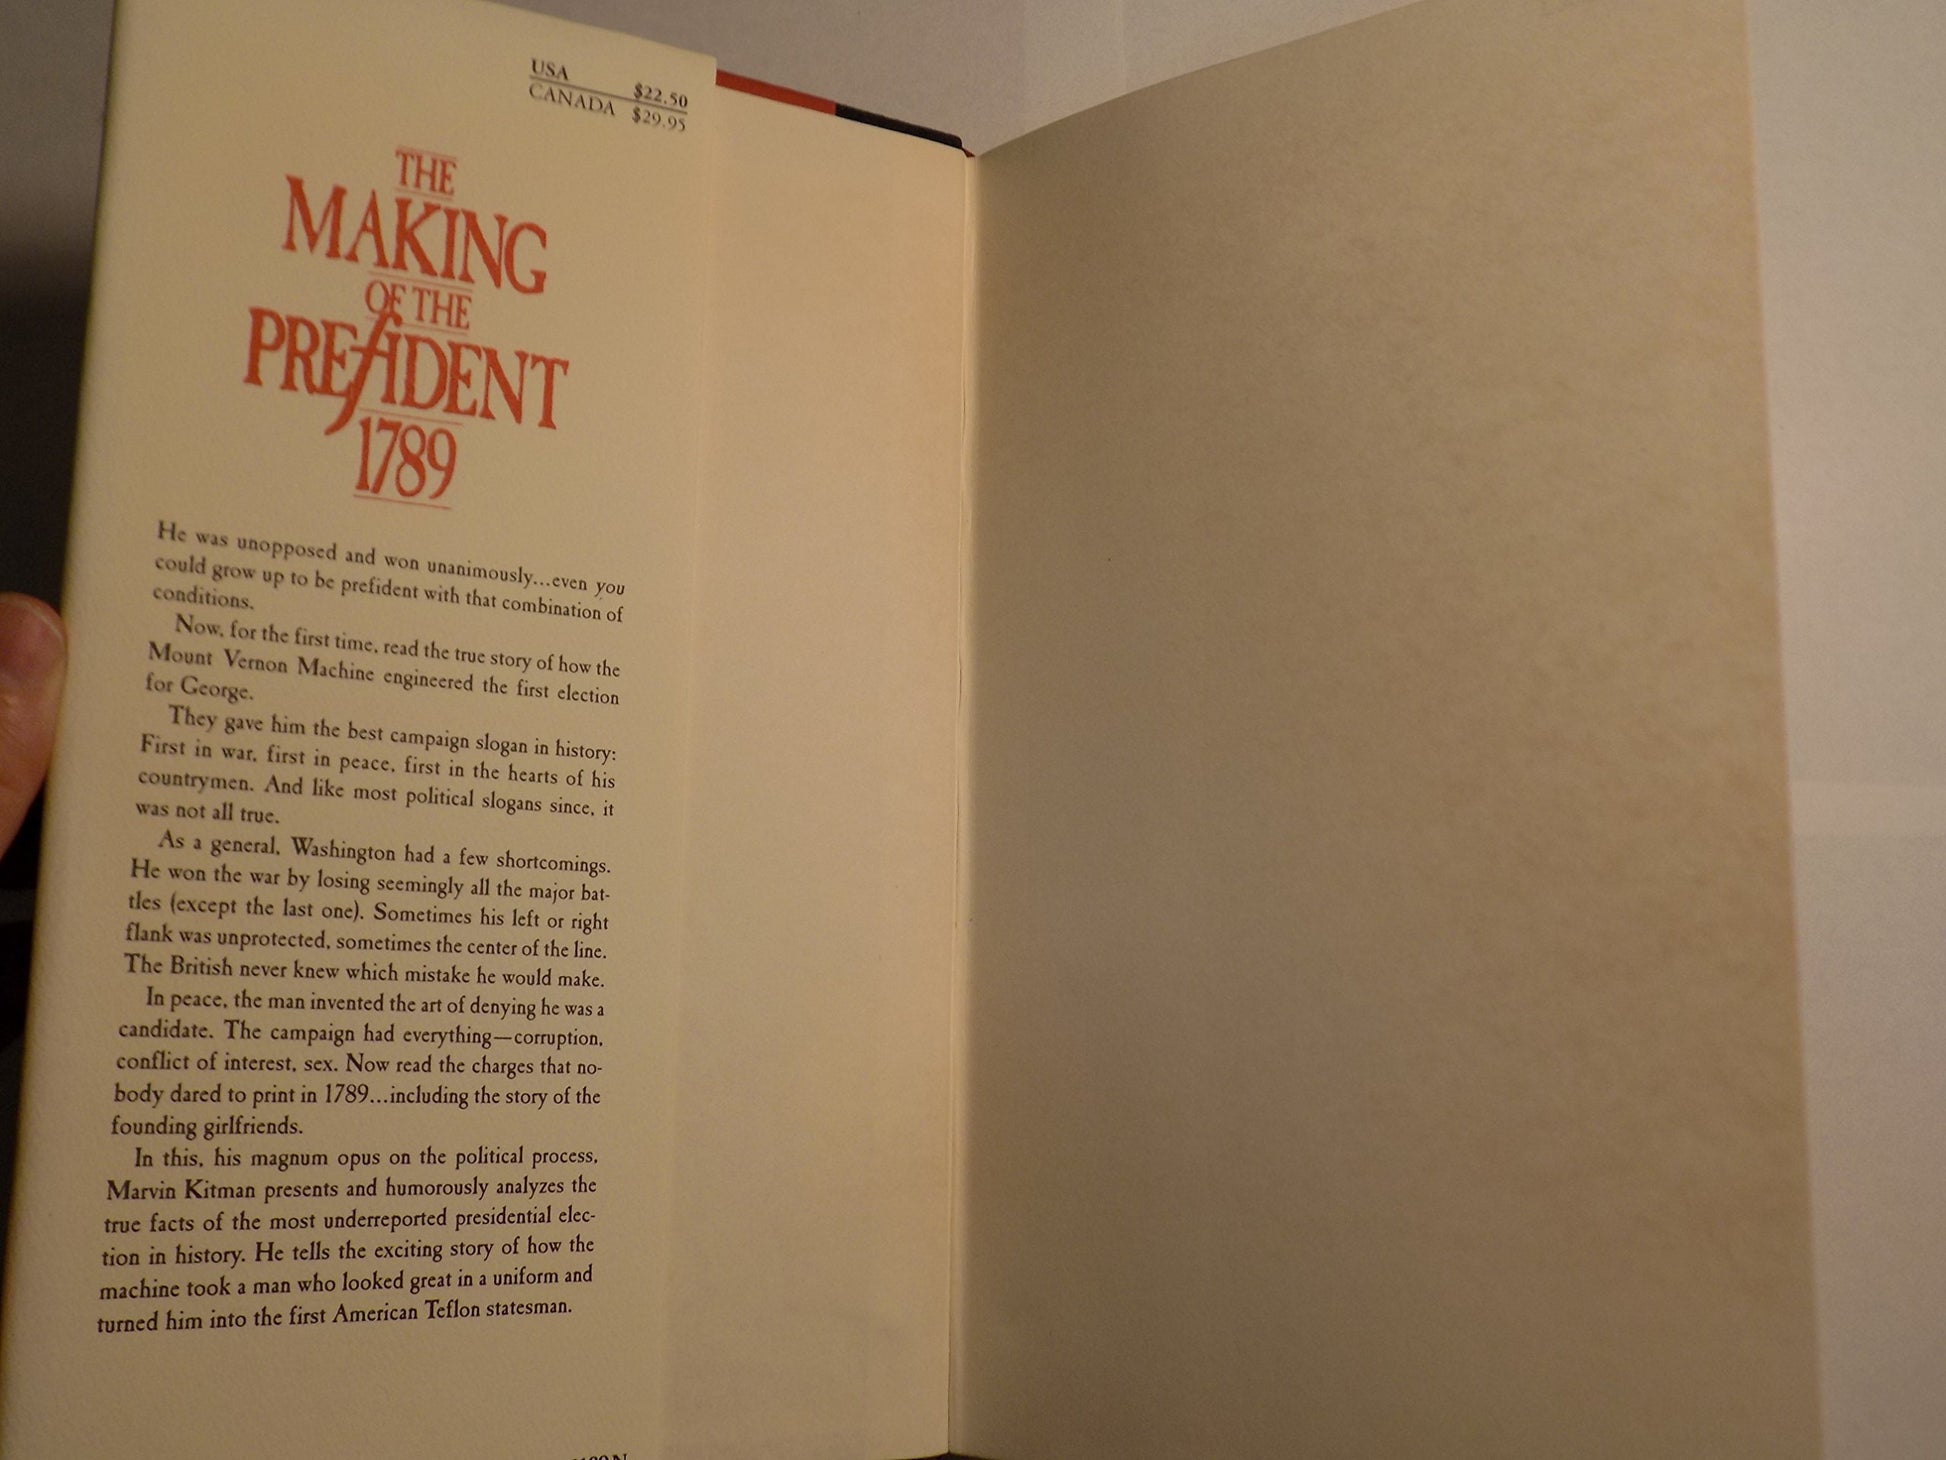 USA $22.50
CANADA $29.95
THE
MAKING
OF THE
PREſIDENT
1789
He was unopposed and won unanimously...even you
could grow up to be prefident with that combination of
conditions.
Now, for the first time, read the true story of how the
Mount Vernon Machine engineered the first election
for George.
They gave him the best campaign slogan in history:
First in war, first in peace, first in the hearts of his
countrymen. And like most political slogans since, it
was not all true.
As a general, Washington had a few shortcomings.
He won the war by losing seemingly all the major bat-
tles (except the last one). Sometimes his left or right
flank was unprotected, sometimes the center of the line.
The British never knew which mistake he would make.
In peace, the man invented the art of denying he was a
candidate. The campaign had everything—corruption,
conflict of interest, sex. Now read the charges that no-
body dared to print in 1789...including the story of the
founding girlfriends.
In this, his magnum opus on the political process,
Marvin Kitman presents and humorously analyzes the
true facts of the most underreported presidential elec-
tion in history. He tells the exciting story of how the
machine took a man who looked great in a uniform and
turned him into the first American Teflon statesman.